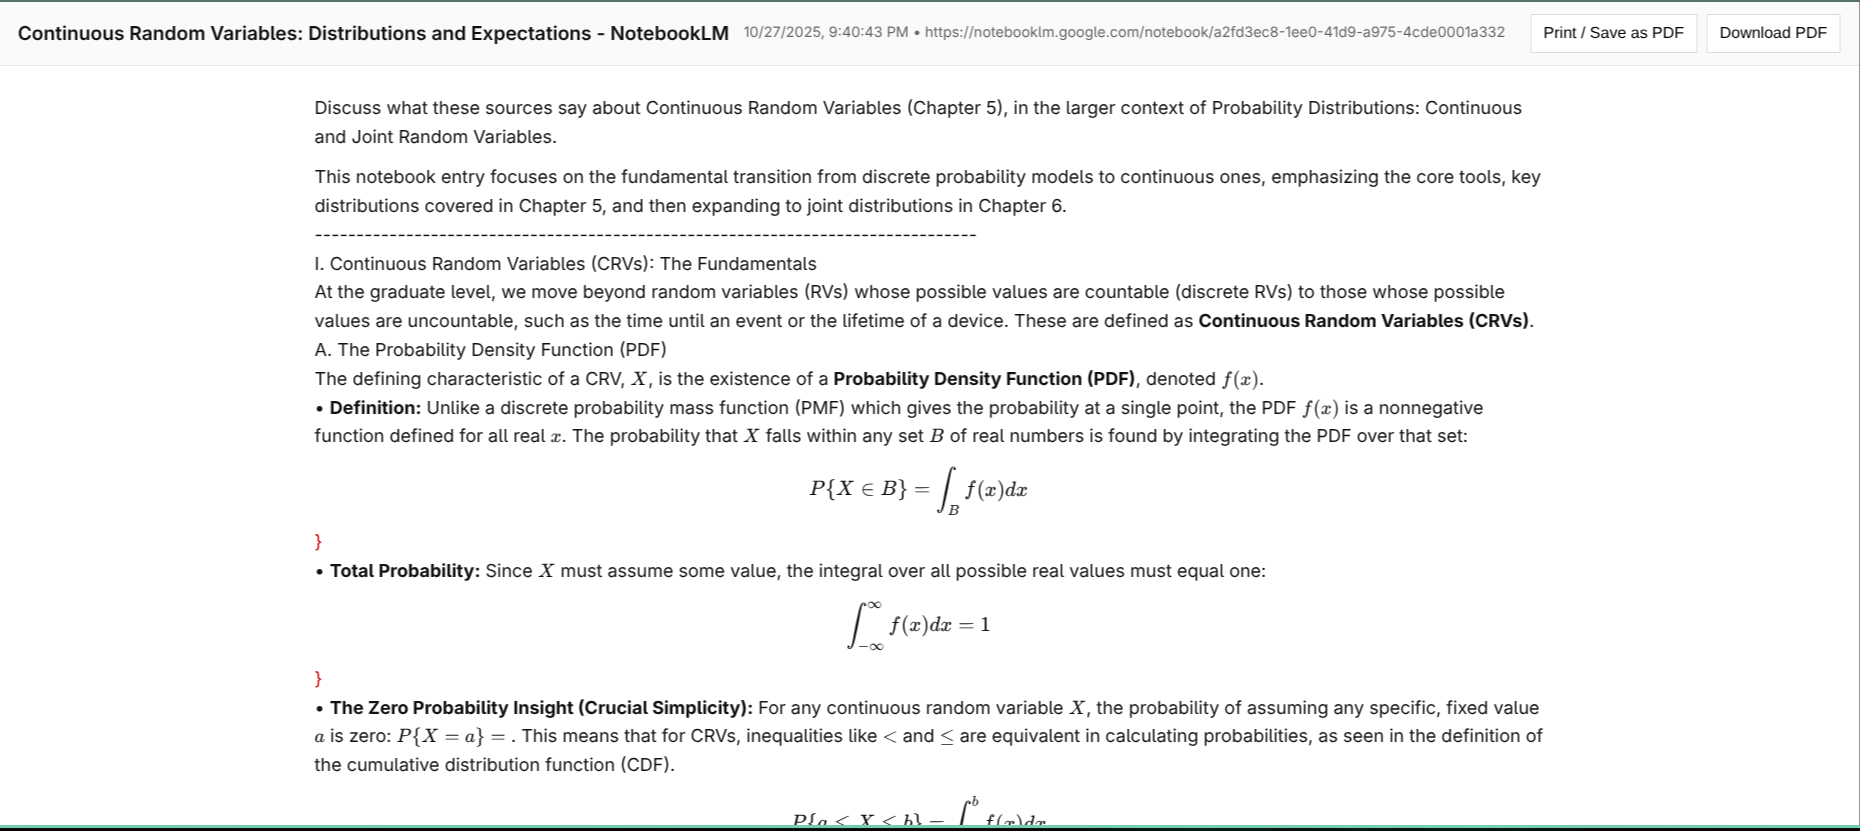 Continuous Random Variables: Distributions and Expectations - NotebookLM 10/27/2025, 9:40:43 PM • https://notebooklm.google.com/notebook/a2fd3ec8-1ee0-41d9-a975-4cde0001a332 Print / Save as PDF Download PDF
Discuss what these sources say about Continuous Random Variables (Chapter 5), in the larger context of Probability Distributions: Continuous
and Joint Random Variables.
This notebook entry focuses on the fundamental transition from discrete probability models to continuous ones, emphasizing the core tools, key
distributions covered in Chapter 5, and then expanding to joint distributions in Chapter 6.
--------------------------------------------------------------------------------
I. Continuous Random Variables (CRVs): The Fundamentals
At the graduate level, we move beyond random variables (RVs) whose possible values are countable (discrete RVs) to those whose possible
values are uncountable, such as the time until an event or the lifetime of a device. These are defined as Continuous Random Variables (CRVs).
A. The Probability Density Function (PDF)
The defining characteristic of a CRV, X, is the existence of a Probability Density Function (PDF), denoted f(x).
• Definition: Unlike a discrete probability mass function (PMF) which gives the probability at a single point, the PDF f(x) is a nonnegative
function defined for all real x. The probability that X falls within any set B of real numbers is found by integrating the PDF over that set:
P{X ∈ B} = ∫_B f(x)dx
}
• Total Probability: Since X must assume some value, the integral over all possible real values must equal one:
∫_{-∞}^{∞} f(x)dx = 1
}
• The Zero Probability Insight (Crucial Simplicity): For any continuous random variable X, the probability of assuming any specific, fixed value
a is zero: P{X = a} = . This means that for CRVs, inequalities like < and ≤ are equivalent in calculating probabilities, as seen in the definition of
the cumulative distribution function (CDF).
P{a < X < b} = ∫^b f(x)dx